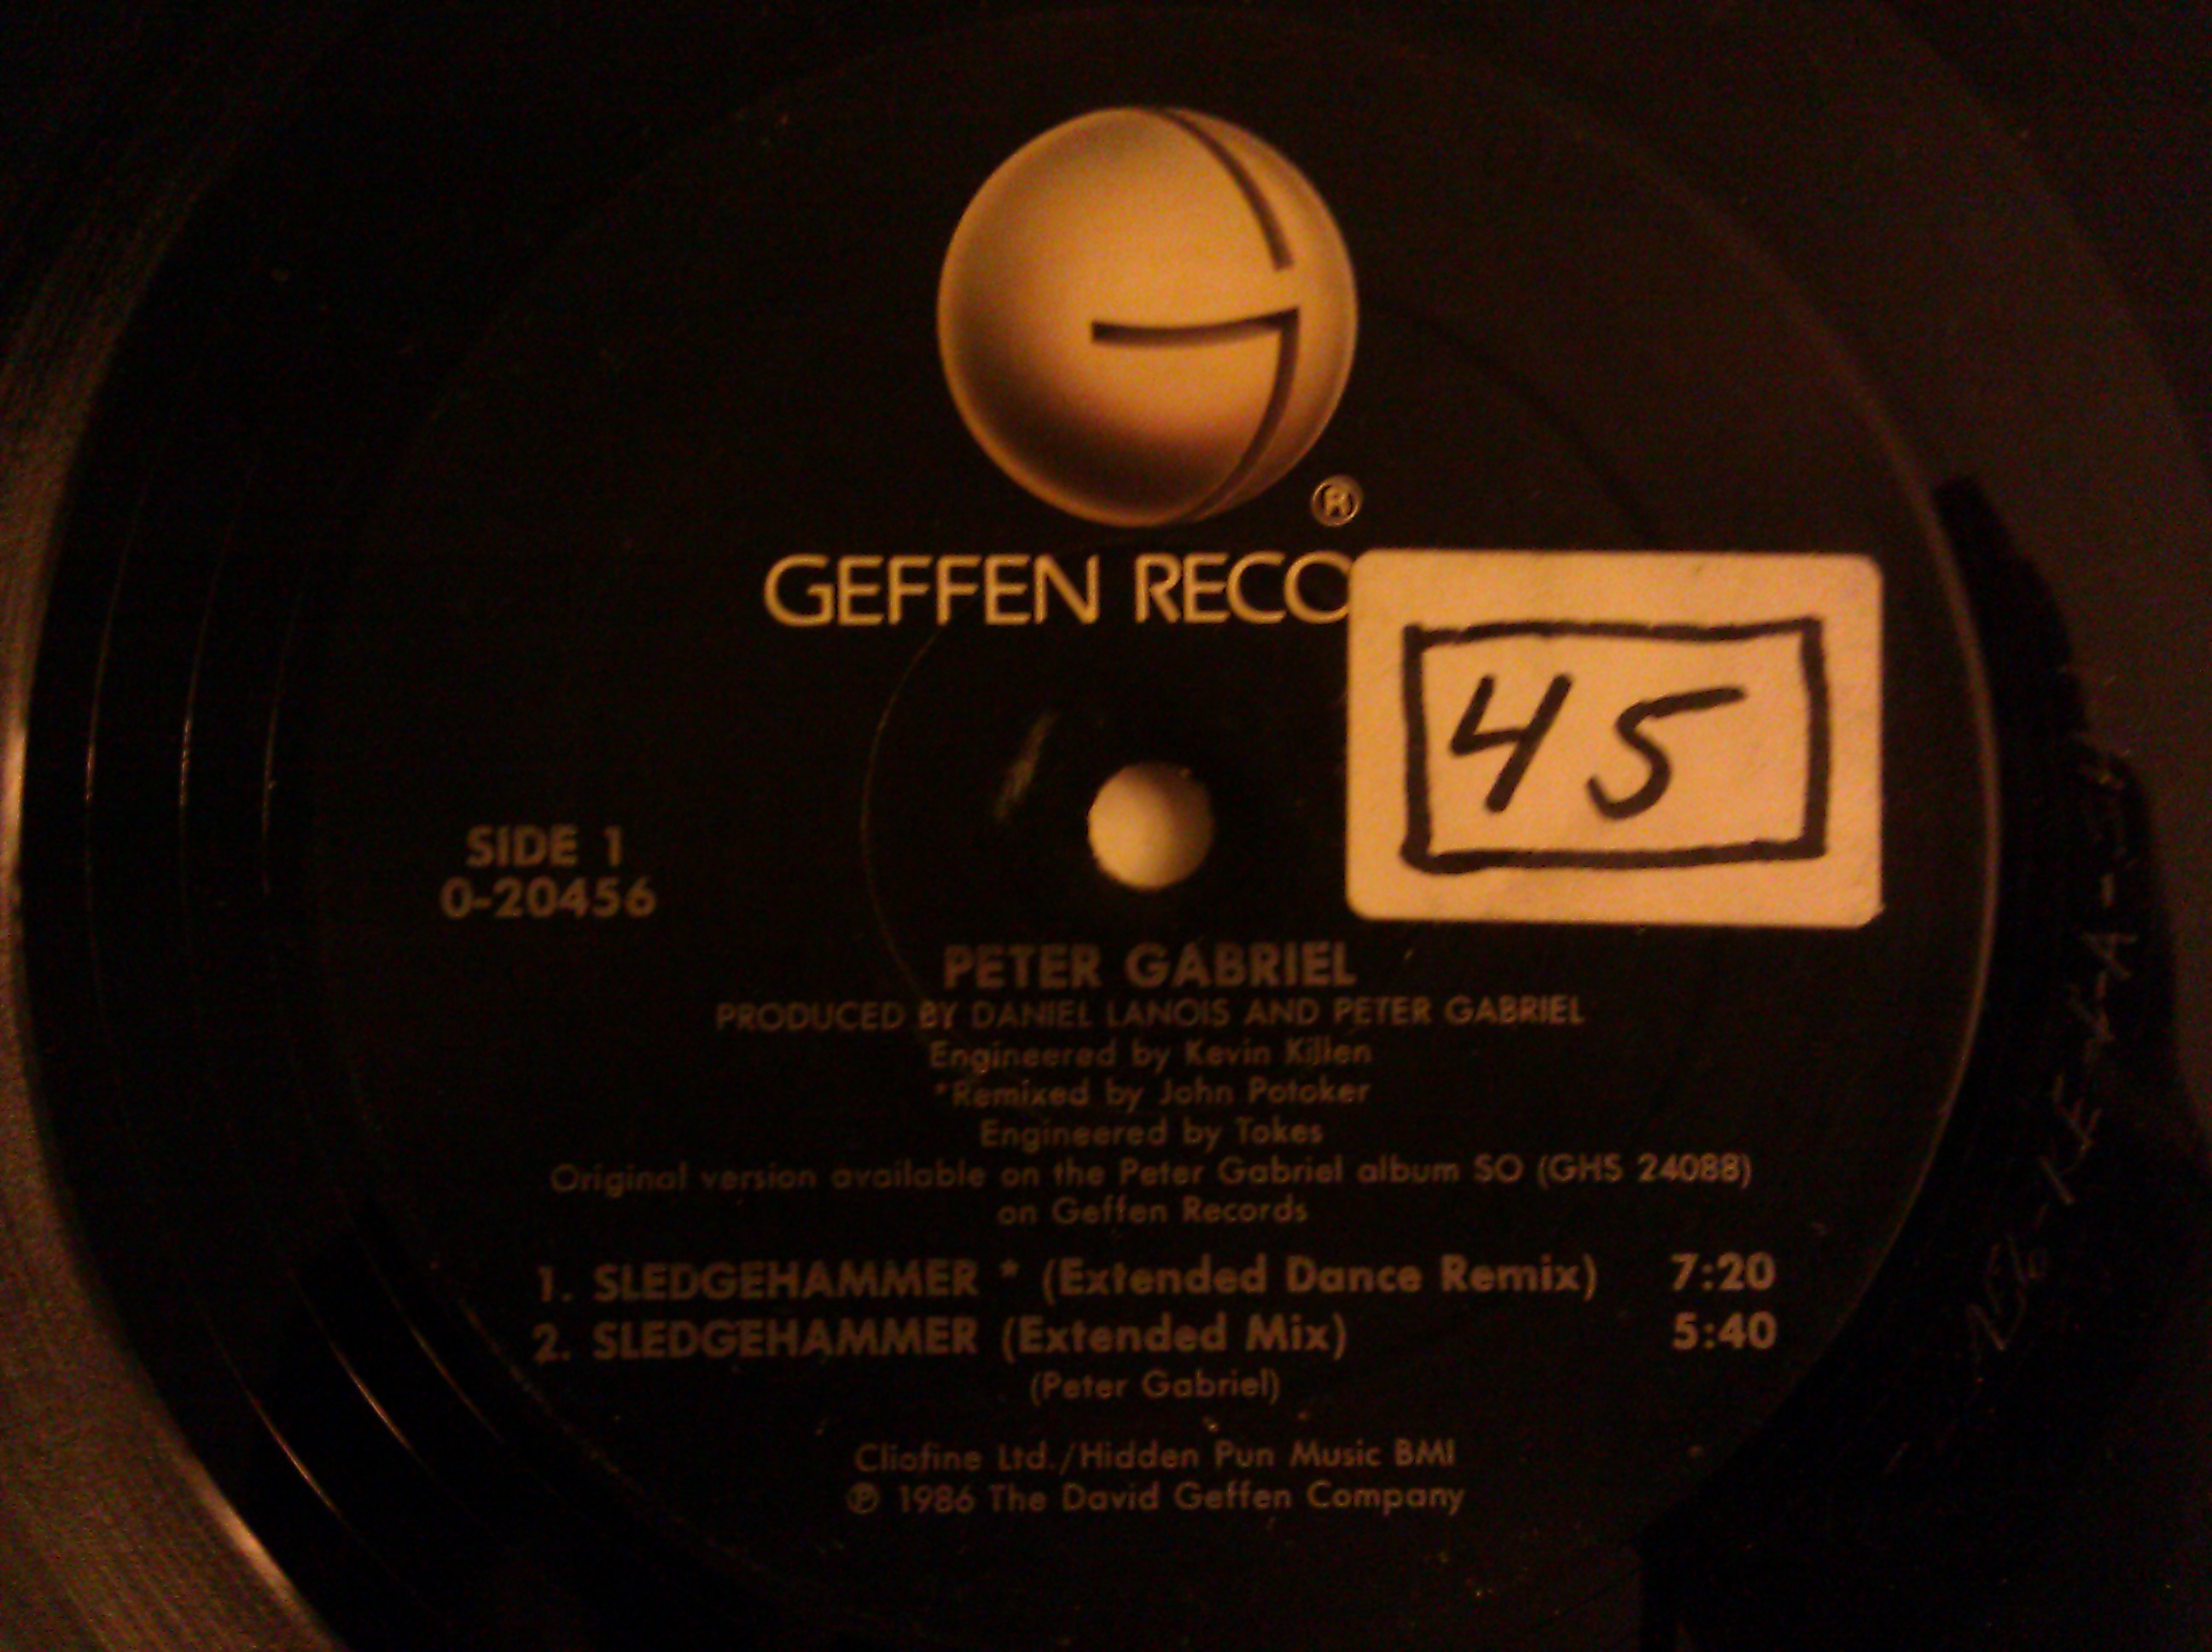 ®
GEFFEN RECO
45
SIDE 1
0-20456
PETER GABRIEL
PRODUCED BY DANIEL LANOIS AND PETER GABRIEL
Engineered by Kevin Killen
*Remixed by John Potoker
Engineered by Tokes
Original version available on the Peter Gabriel album SO (GHS 24088)
on Geffen Records
1. SLEDGEHAMMER * (Extended Dance Remix) 7:20
2. SLEDGEHAMMER (Extended Mix) 5:40
(Peter Gabriel)
Cliofine Ltd./Hidden Pun Music BMI
℗ 1986 The David Geffen Company